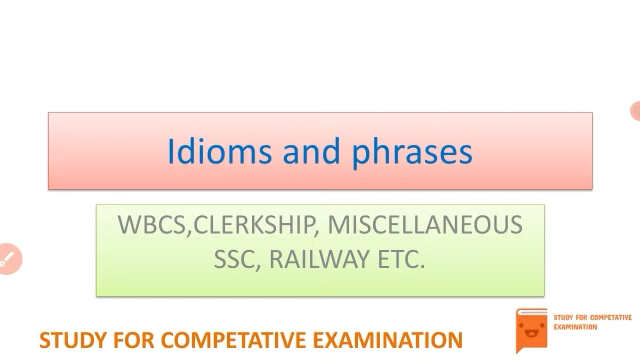 Idioms and phrases
WBCS,CLERKSHIP, MISCELLANEOUS
SSC, RAILWAY ETC.
STUDY FOR COMPETATIVE
EXAMINATION
STUDY FOR COMPETATIVE EXAMINATION